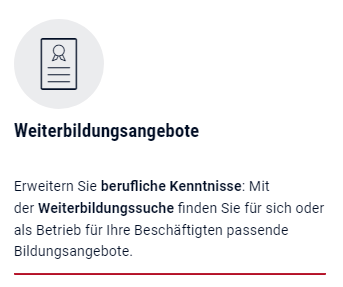 Weiterbildungsangebote
Erweitern Sie berufliche Kenntnisse: Mit
der Weiterbildungssuche finden Sie für sich oder
als Betrieb für Ihre Beschäftigten passende
Bildungsangebote.